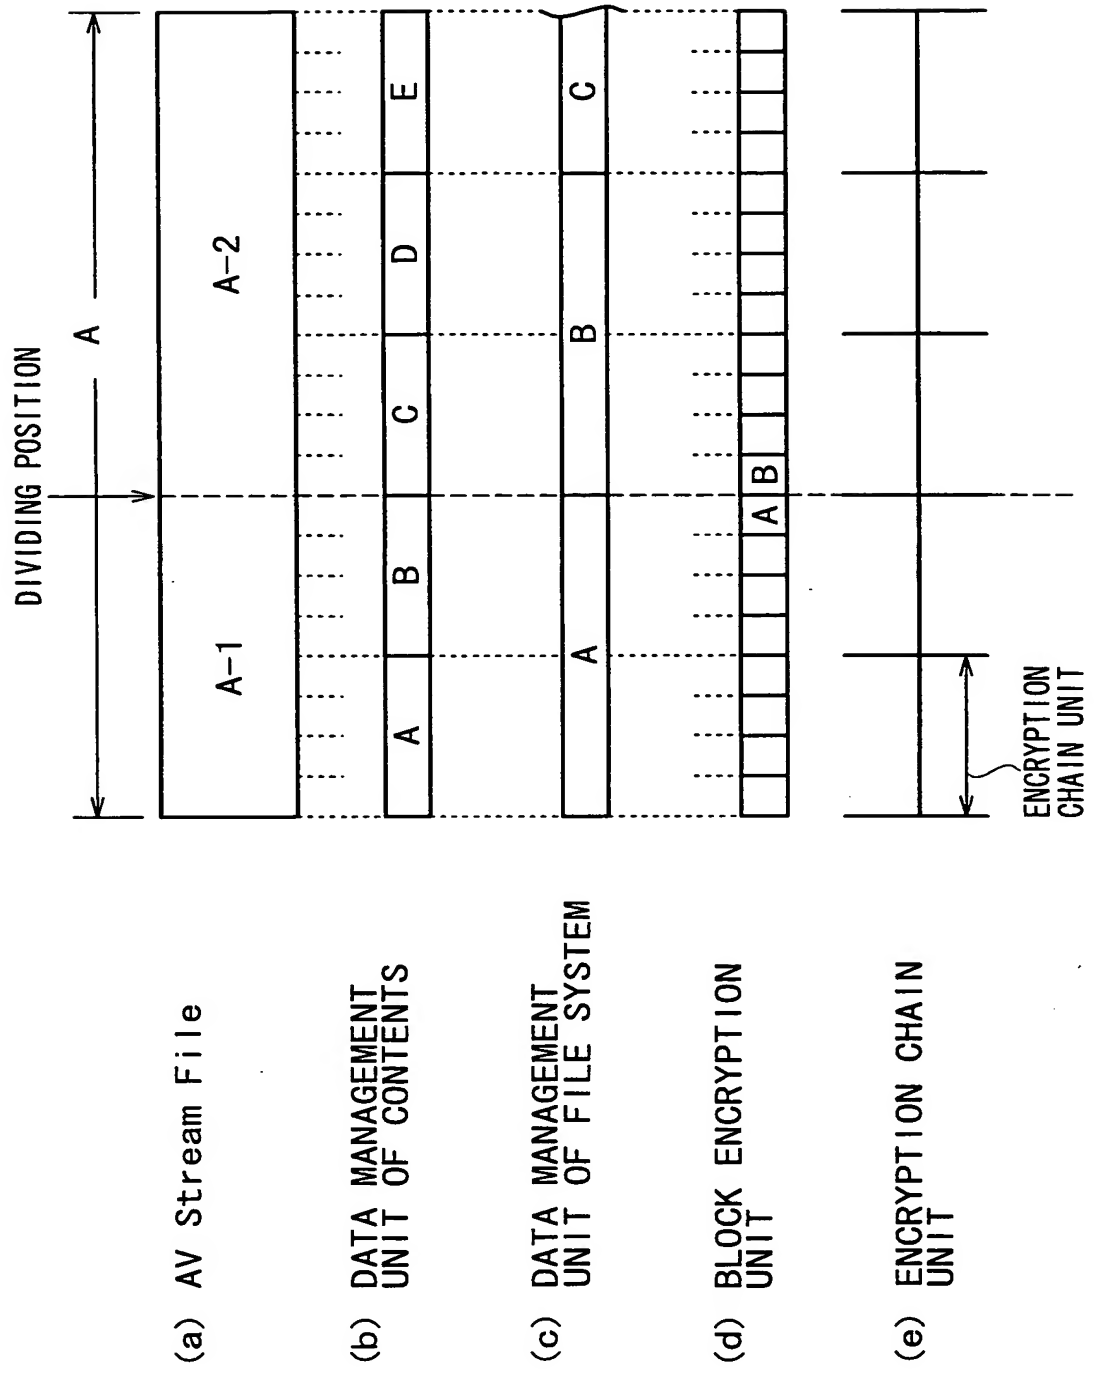 DIVIDING POSITION
A
(a) AV Stream File
A-1
A-2
(b) DATA MANAGEMENT
UNIT OF CONTENTS
A
B
C
D
E
(c) DATA MANAGEMENT
UNIT OF FILE SYSTEM
A
B
C
(d) BLOCK ENCRYPTION
UNIT
A
B
(e) ENCRYPTION CHAIN
UNIT
ENCRYPTION
CHAIN UNIT